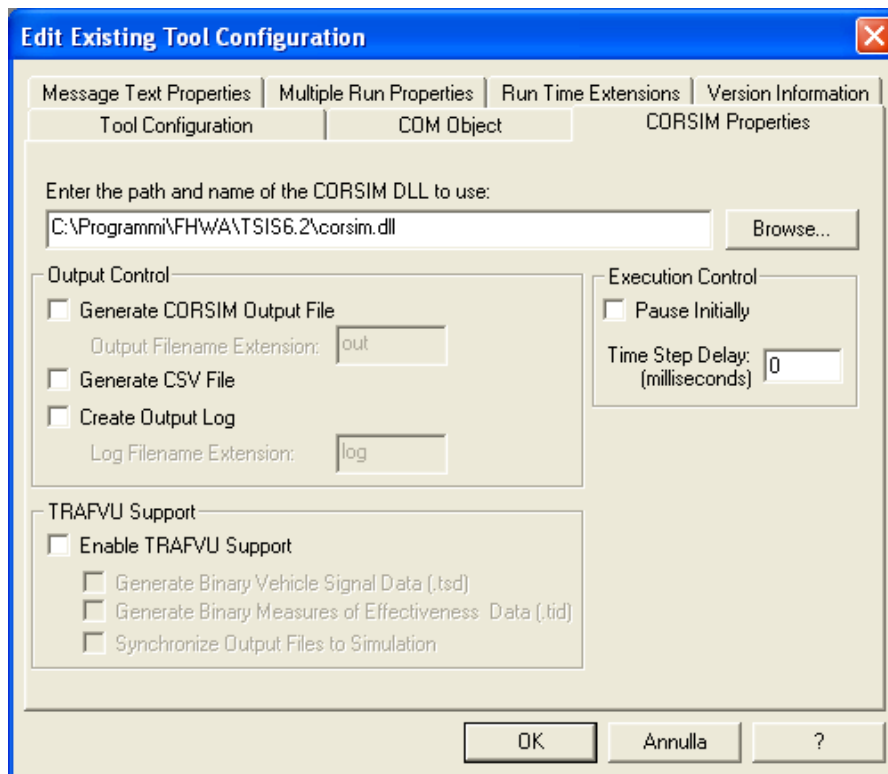 Edit Existing Tool Configuration
Message Text Properties Multiple Run Properties Run Time Extensions Version Information
Tool Configuration COM Object CORSIM Properties
Enter the path and name of the CORSIM DLL to use:
C:\Programmi\FHWA\TSIS6.2\corsim.dll Browse...
Output Control
Generate CORSIM Output File
Output Filename Extension: out
Generate CSV File
Create Output Log
Log Filename Extension: log
Execution Control
Pause Initially
Time Step Delay: 0
(milliseconds)
TRAFVU Support
Enable TRAFVU Support
Generate Binary Vehicle Signal Data (.tsd)
Generate Binary Measures of Effectiveness Data (.tid)
Synchronize Output Files to Simulation
OK Annulla ?